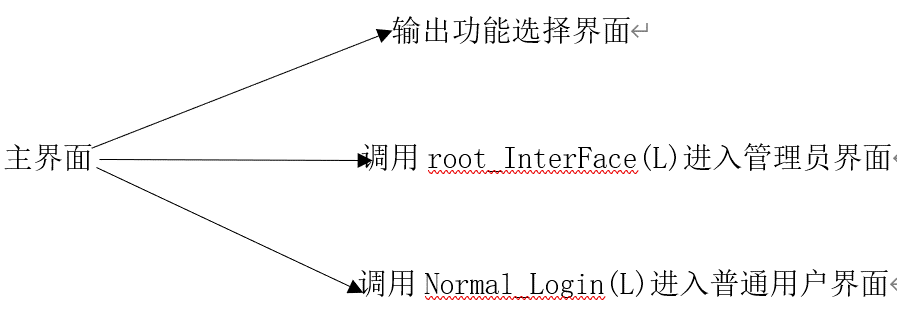 输出功能选择界面
主界面
调用 root_InterFace(L)进入管理员界面
调用 Normal_Login(L)进入普通用户界面